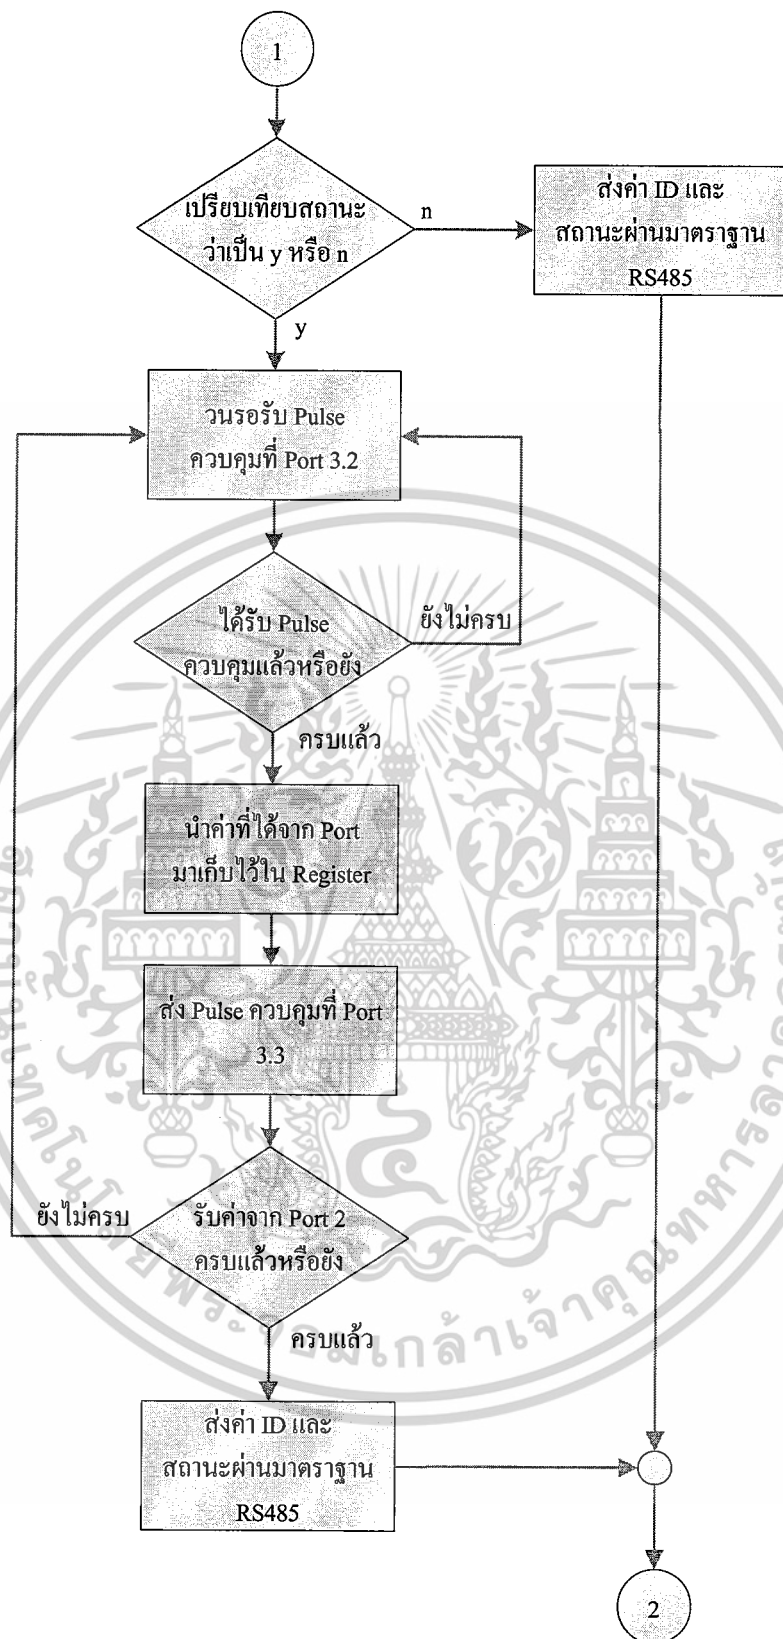 1
เปรียบเทียบสถานะ
ว่าเป็น y หรือ n
n
ส่งค่า ID และ
สถานะผ่านมาตราฐาน
RS485
y
วนรอรับ Pulse
ควบคุมที่ Port 3.2
ได้รับ Pulse
ควบคุมแล้วหรือยัง
ยังไม่ครบ
ครบแล้ว
นำค่าที่ได้จาก Port
มาเก็บไว้ใน Register
ส่ง Pulse ควบคุมที่ Port
3.3
รับค่าจาก Port 2
ครบแล้วหรือยัง
ยังไม่ครบ
ครบแล้ว
ส่งค่า ID และ
สถานะผ่านมาตราฐาน
RS485
2